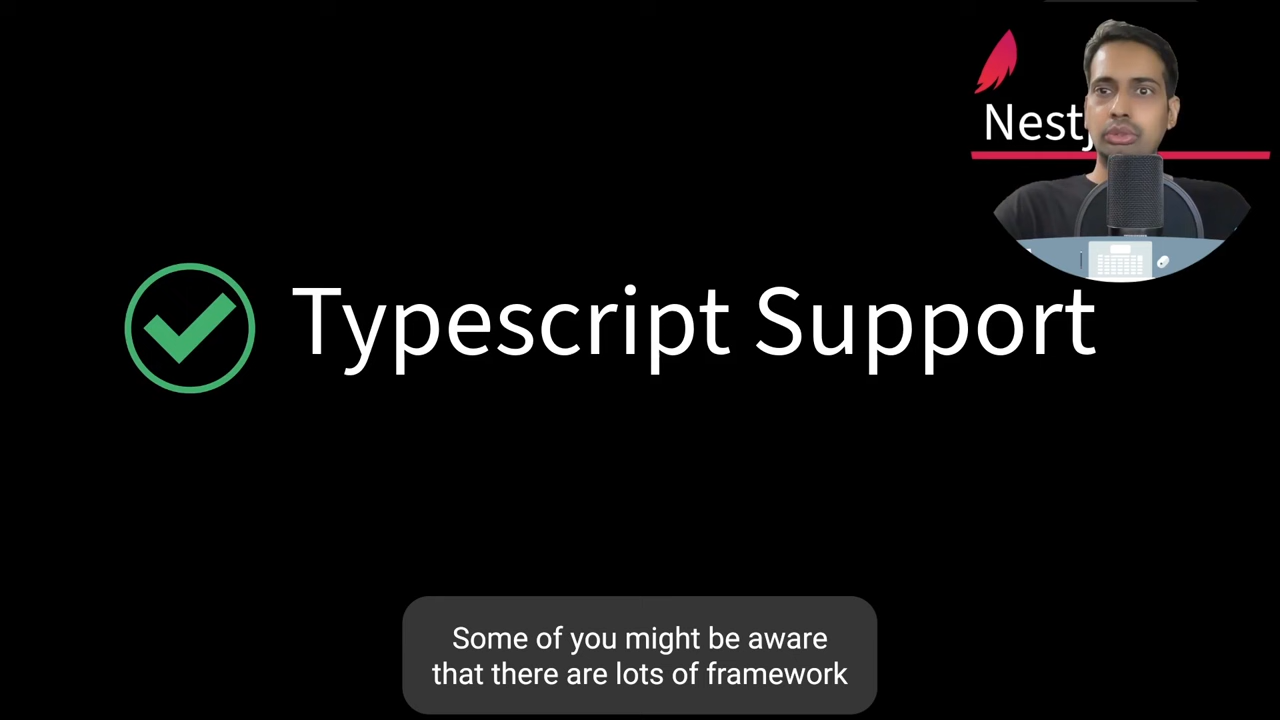 Nest
Typescript Support
Some of you might be aware
that there are lots of framework